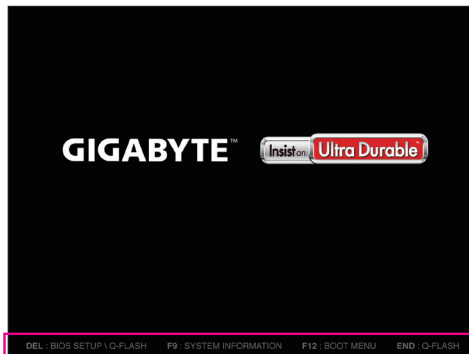 GIGABYTE™ Insist on Ultra Durable™
DEL : BIOS SETUP \ Q-FLASH F9 : SYSTEM INFORMATION F12 : BOOT MENU END : Q-FLASH